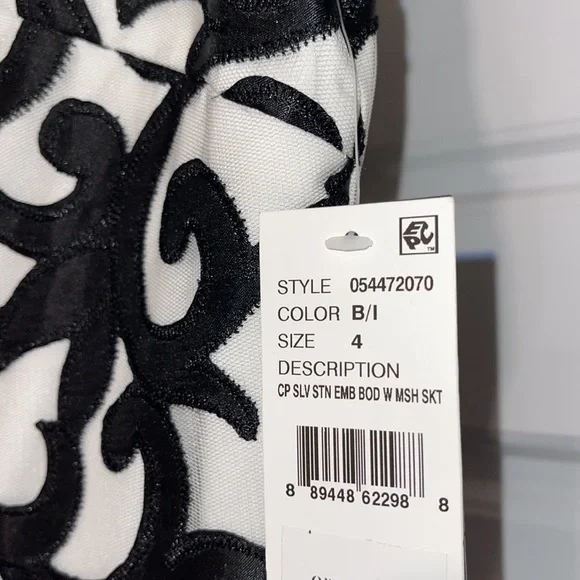 STYLE 054472070
COLOR B/I
SIZE 4
DESCRIPTION
CP SLV STN EMB BOD W MSH SKT
8 89448 62298 8